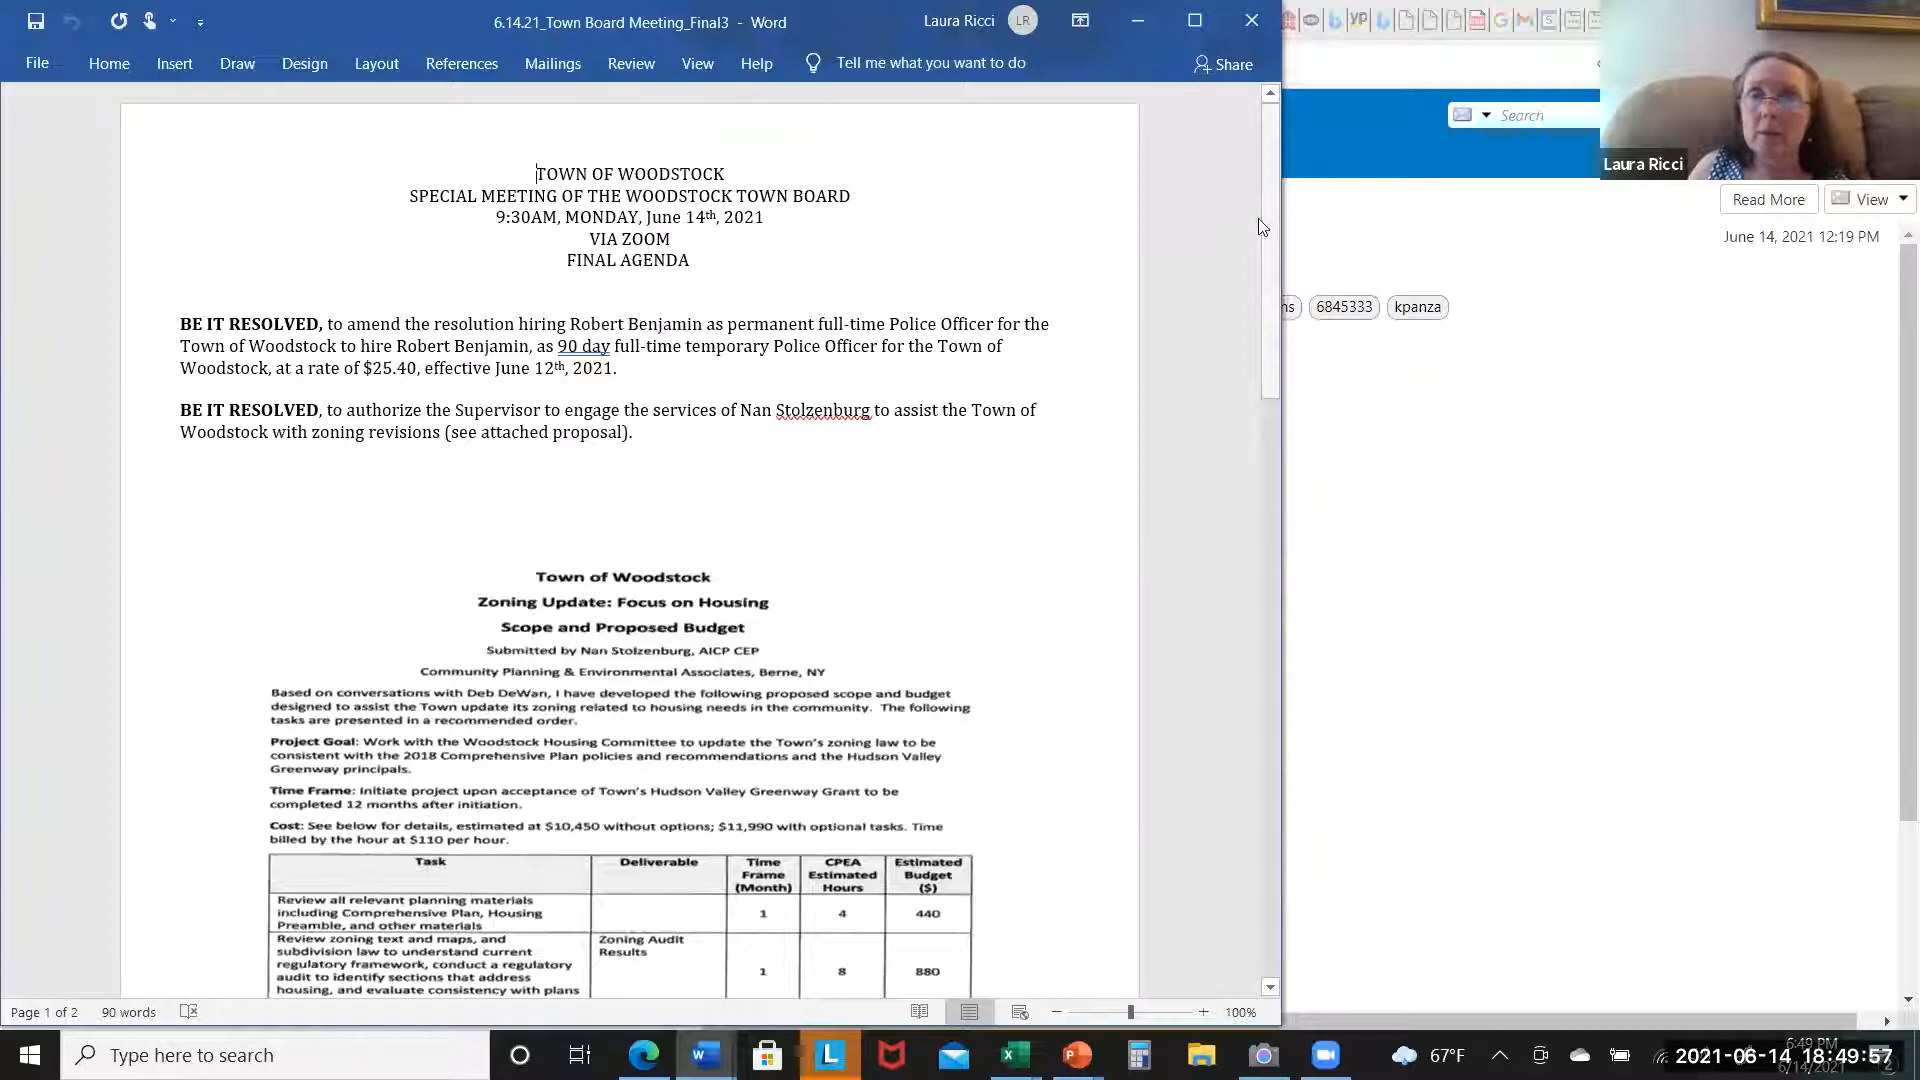 6.14.21_Town Board Meeting_Final3 - Word
Laura Ricci
LR
File
Home
Insert
Draw
Design
Layout
References
Mailings
Review
View
Help
Tell me what you want to do
Share
TOWN OF WOODSTOCK
SPECIAL MEETING OF THE WOODSTOCK TOWN BOARD
9:30AM, MONDAY, June 14th, 2021
VIA ZOOM
FINAL AGENDA
BE IT RESOLVED, to amend the resolution hiring Robert Benjamin as permanent full-time Police Officer for the
Town of Woodstock to hire Robert Benjamin, as 90 day full-time temporary Police Officer for the Town of
Woodstock, at a rate of $25.40, effective June 12th, 2021.
BE IT RESOLVED, to authorize the Supervisor to engage the services of Nan Stolzenburg to assist the Town of
Woodstock with zoning revisions (see attached proposal).
Town of Woodstock
Zoning Update: Focus on Housing
Scope and Proposed Budget
Submitted by Nan Stolzenburg, AICP CEP
Community Planning & Environmental Associates, Berne, NY
Based on conversations with Deb DeWan, I have developed the following proposed scope and budget
designed to assist the Town update its zoning related to housing needs in the community. The following
tasks are presented in a recommended order.
Project Goal: Work with the Woodstock Housing Committee to update the Town's zoning law to be
consistent with the 2018 Comprehensive Plan policies and recommendations and the Hudson Valley
Greenway principals.
Time Frame: Initiate project upon acceptance of Town's Hudson Valley Greenway Grant to be
completed 12 months after initiation.
Cost: See below for details, estimated at $10,450 without options; $11,990 with optional tasks. Time
billed by the hour at $110 per hour.
Task
Deliverable
Time
Frame
(Month)
CPEA
Estimated
Hours
Estimated
Budget
($)
Review all relevant planning materials
including Comprehensive Plan, Housing
Preamble, and other materials
1
4
440
Review zoning text and maps, and
subdivision law to understand current
regulatory framework, conduct a regulatory
audit to identify sections that address
housing, and evaluate consistency with plans
Zoning Audit
Results
1
8
880
Page 1 of 2
90 words
100%
Search
Laura Ricci
Read More
View
June 14, 2021 12:19 PM
ns
6845333
kpanza
Type here to search
67°F
6:49 PM
6/14/2021
2021-06-14 18:49:57